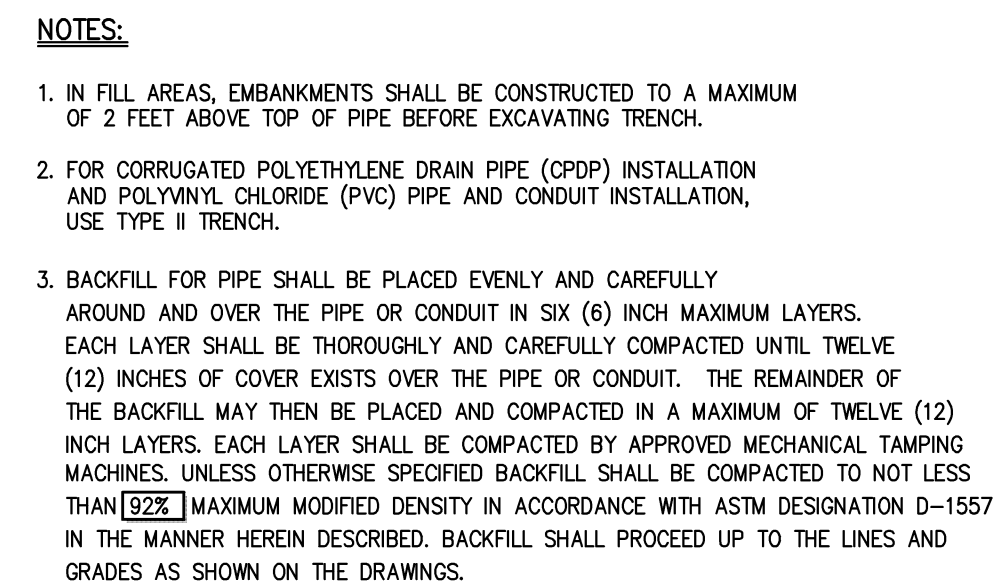 NOTES:
1. IN FILL AREAS, EMBANKMENTS SHALL BE CONSTRUCTED TO A MAXIMUM
OF 2 FEET ABOVE TOP OF PIPE BEFORE EXCAVATING TRENCH.
2. FOR CORRUGATED POLYETHYLENE DRAIN PIPE (CPDP) INSTALLATION
AND POLYVINYL CHLORIDE (PVC) PIPE AND CONDUIT INSTALLATION,
USE TYPE II TRENCH.
3. BACKFILL FOR PIPE SHALL BE PLACED EVENLY AND CAREFULLY
AROUND AND OVER THE PIPE OR CONDUIT IN SIX (6) INCH MAXIMUM LAYERS.
EACH LAYER SHALL BE THOROUGHLY AND CAREFULLY COMPACTED UNTIL TWELVE
(12) INCHES OF COVER EXISTS OVER THE PIPE OR CONDUIT. THE REMAINDER OF
THE BACKFILL MAY THEN BE PLACED AND COMPACTED IN A MAXIMUM OF TWELVE (12)
INCH LAYERS. EACH LAYER SHALL BE COMPACTED BY APPROVED MECHANICAL TAMPING
MACHINES. UNLESS OTHERWISE SPECIFIED BACKFILL SHALL BE COMPACTED TO NOT LESS
THAN 92% MAXIMUM MODIFIED DENSITY IN ACCORDANCE WITH ASTM DESIGNATION D-1557
IN THE MANNER HEREIN DESCRIBED. BACKFILL SHALL PROCEED UP TO THE LINES AND
GRADES AS SHOWN ON THE DRAWINGS.